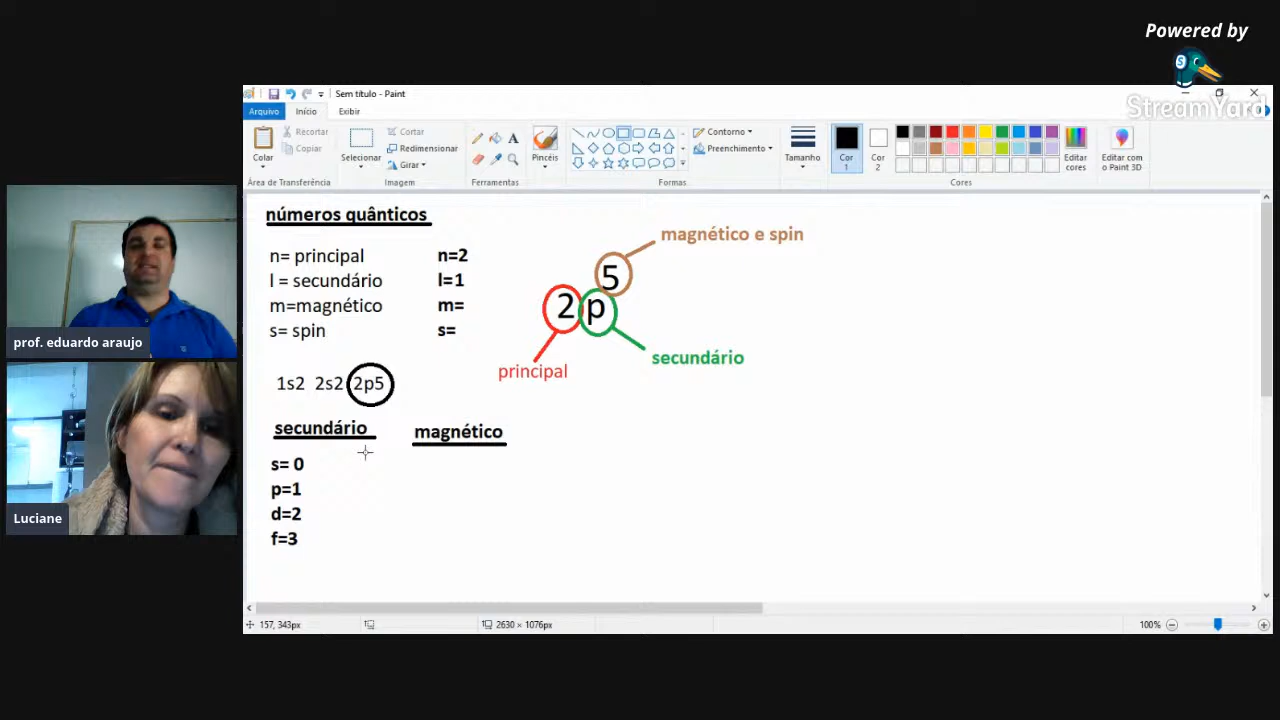 Powered by
StreamYard
Sem título - Paint
Arquivo
Início
Exibir
Colar
Recortar
Copiar
Área de Transferência
Selecionar
Cortar
Redimensionar
Girar
Imagem
Ferramentas
Pincéis
Contorno
Preenchimento
Formas
Tamanho
Cor 1
Cor 2
Cores
Editar cores
Editar com o Paint 3D
números quânticos
n= principal
l = secundário
m=magnético
s= spin
n=2
l=1
m=
s=
magnético e spin
5
2 p
secundário
principal
1s2 2s2 2p5
secundário
magnético
s= 0
p=1
d=2
f=3
prof. eduardo araujo
Luciane
157, 343px
2630 × 1076px
100%